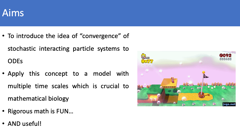 Aims
• To introduce the idea of "convergence" of
stochastic interacting particle systems to
ODEs
• Apply this concept to a model with
multiple time scales which is crucial to
mathematical biology
• Rigorous math is FUN…
• AND useful!